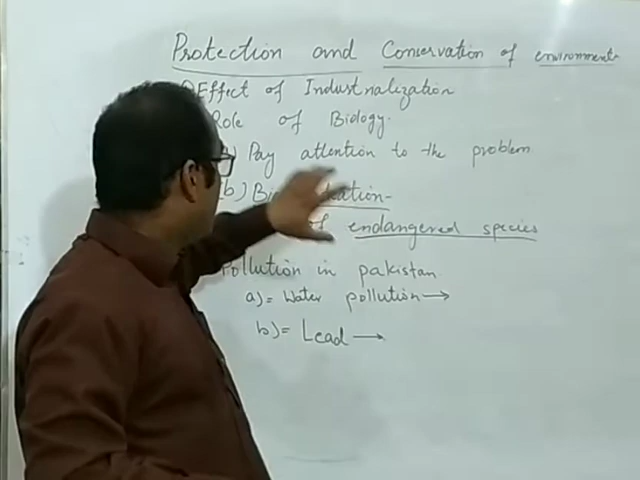 Protection and Conservation of environment
Effect of Industrialization
Role of Biology.
a) Pay attention to the problem
b)
of endangered species
Pollution in pakistan
a)= Water pollution→
b)= Lead →